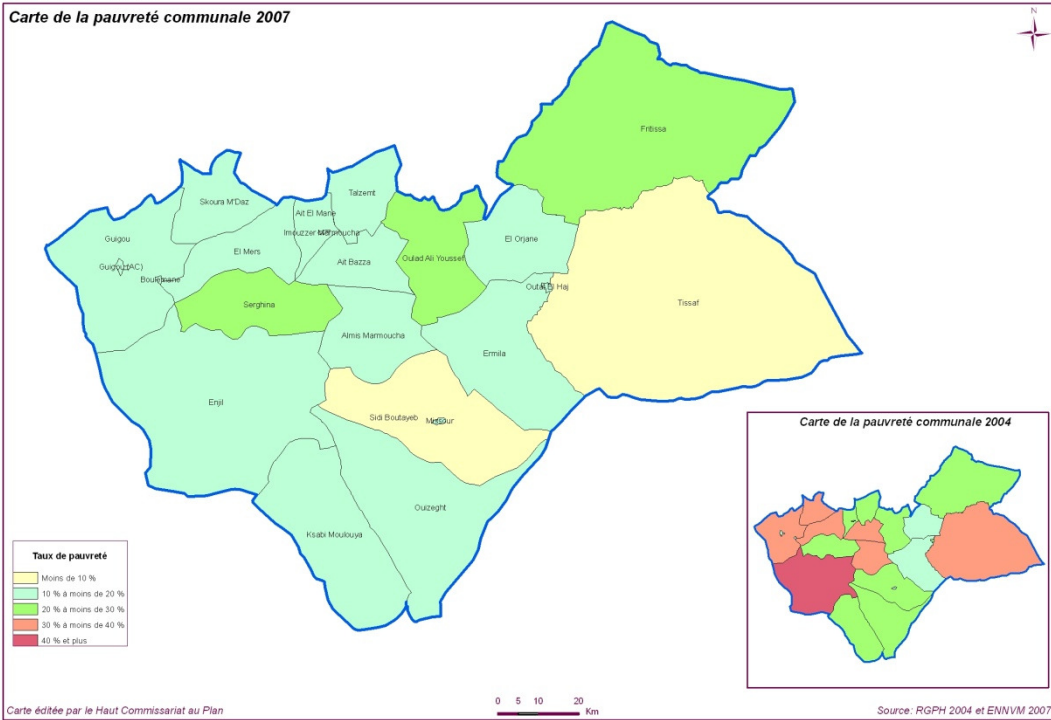 Carte de la pauvreté communale 2007
N
Fritissa
Talzemt
Skoura M'Daz
Ait El Mane
Guigou
Imouzzer Marmoucha
El Orjane
El Mers
Oulad Ali Youssef
Ait Bazza
Guigou (AC)
Boulemane
Outat El Haj
Serghina
Tissaf
Almis Marmoucha
Ermila
Enjil
Sidi Boutayeb
Missour
Ouizeght
Ksabi Moulouya
Carte de la pauvreté communale 2004
Taux de pauvreté
Moins de 10 %
10 % à moins de 20 %
20 % à moins de 30 %
30 % à moins de 40 %
40 % et plus
0 5 10 20
Km
Carte éditée par le Haut Commissariat au Plan
Source: RGPH 2004 et ENNVM 2007